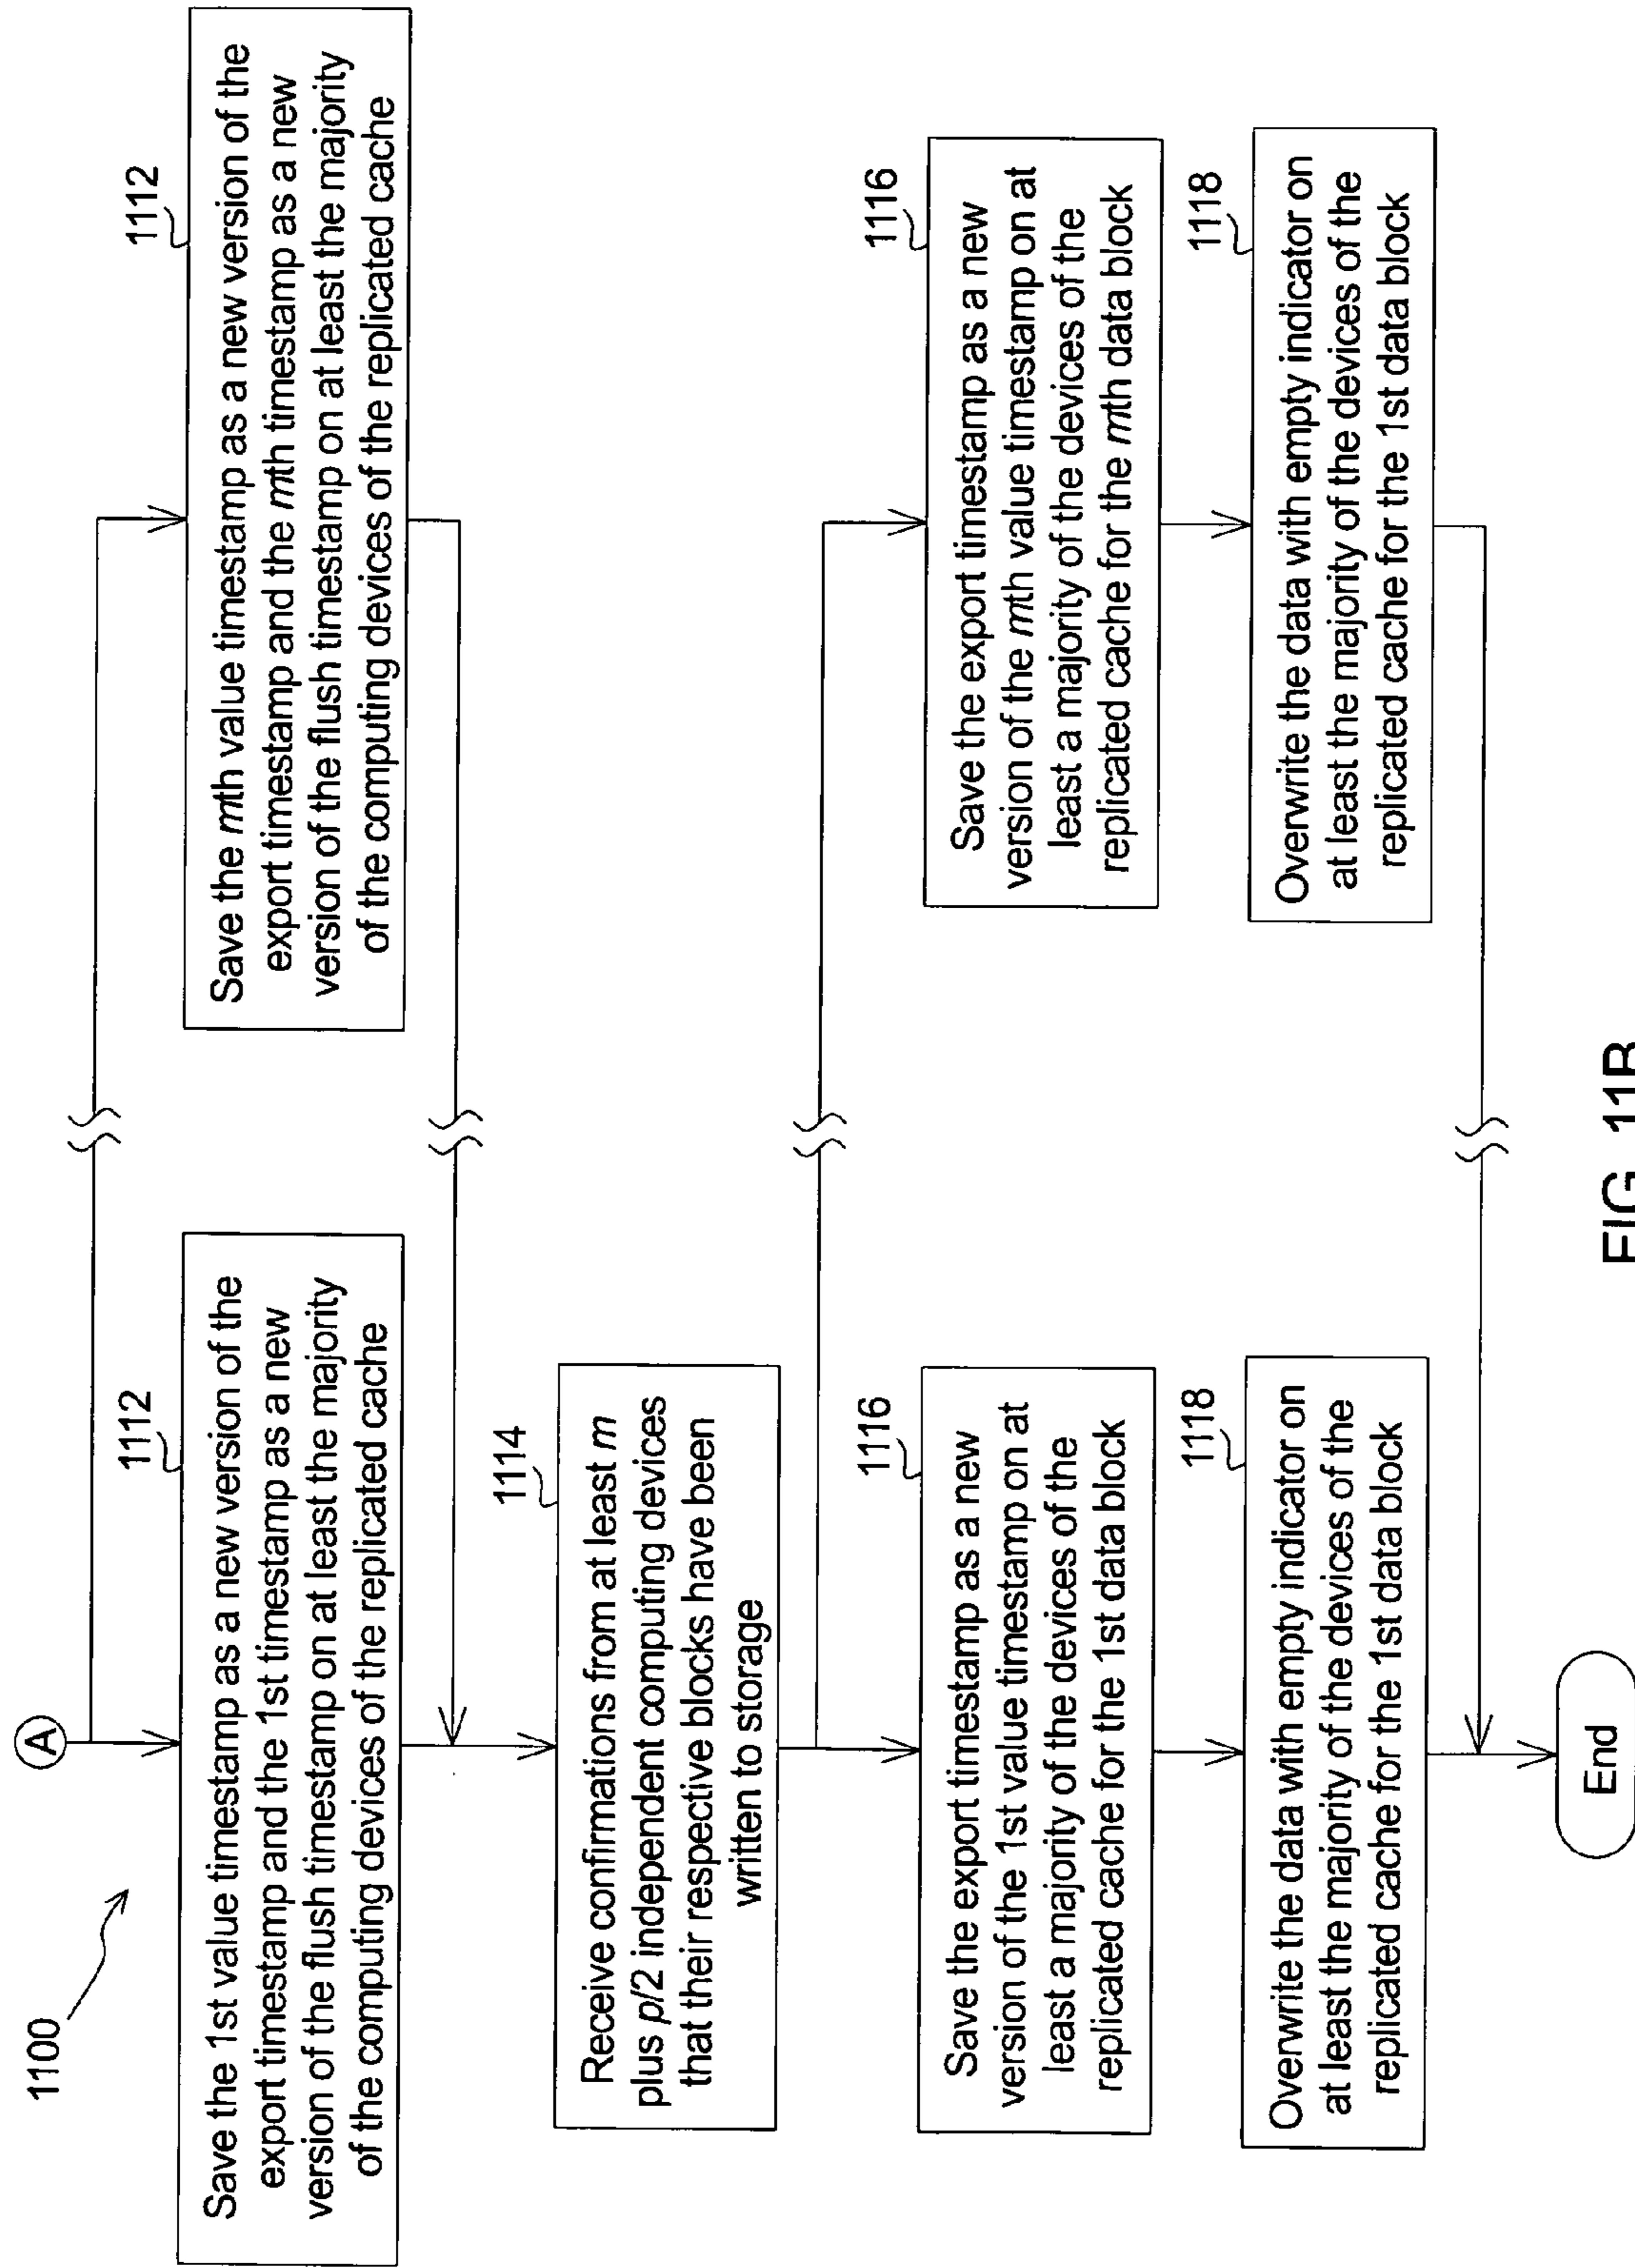 1100
A
1112
Save the 1st value timestamp as a new version of the
export timestamp and the 1st timestamp as a new
version of the flush timestamp on at least the majority
of the computing devices of the replicated cache
1112
Save the mth value timestamp as a new version of the
export timestamp and the mth timestamp as a new
version of the flush timestamp on at least the majority
of the computing devices of the replicated cache
1114
Receive confirmations from at least m
plus p/2 independent computing devices
that their respective blocks have been
written to storage
1116
Save the export timestamp as a new
version of the 1st value timestamp on at
least a majority of the devices of the
replicated cache for the 1st data block
1116
Save the export timestamp as a new
version of the mth value timestamp on at
least a majority of the devices of the
replicated cache for the mth data block
1118
Overwrite the data with empty indicator on
at least the majority of the devices of the
replicated cache for the 1st data block
1118
Overwrite the data with empty indicator on
at least the majority of the devices of the
replicated cache for the 1st data block
End
FIG. 11B